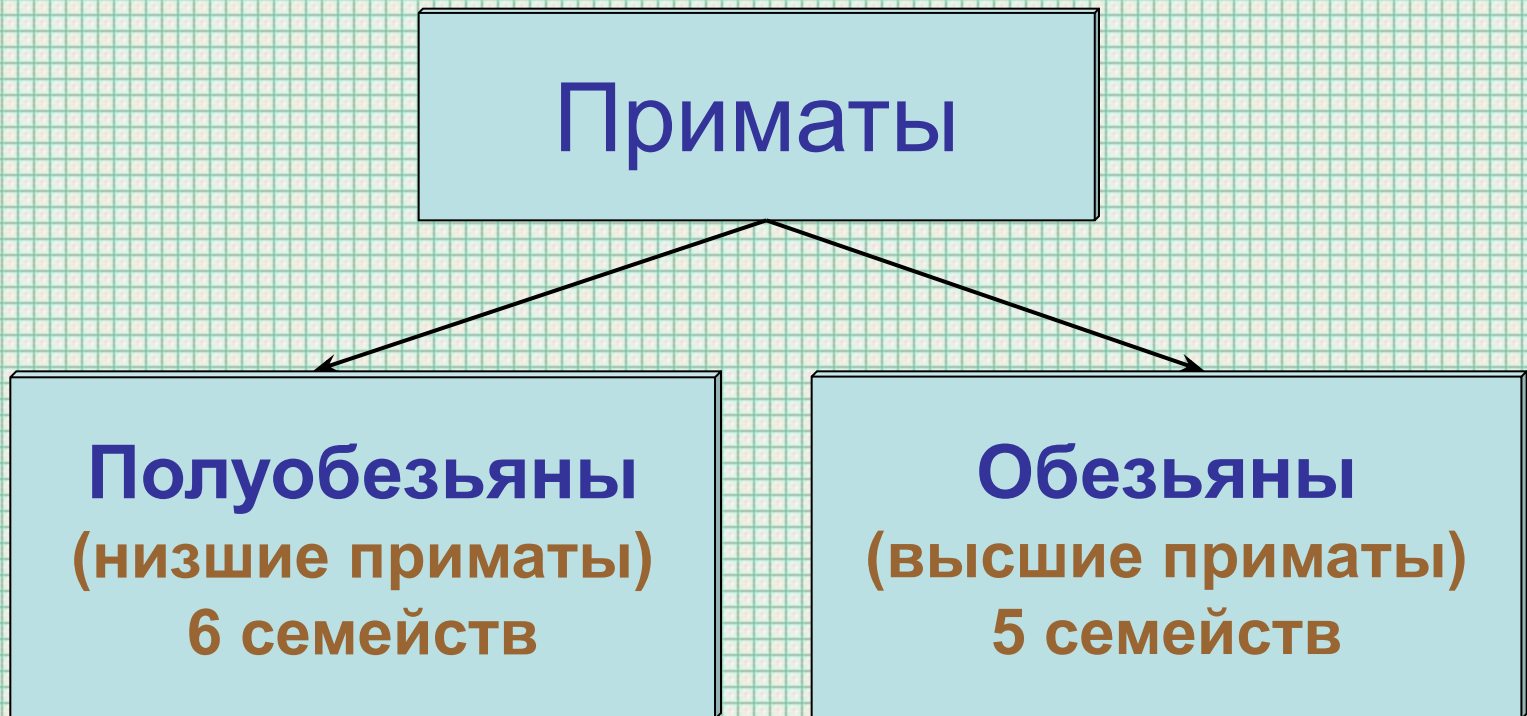 Приматы
Полуобезьяны
(низшие приматы)
6 семейств
Обезьяны
(высшие приматы)
5 семейств